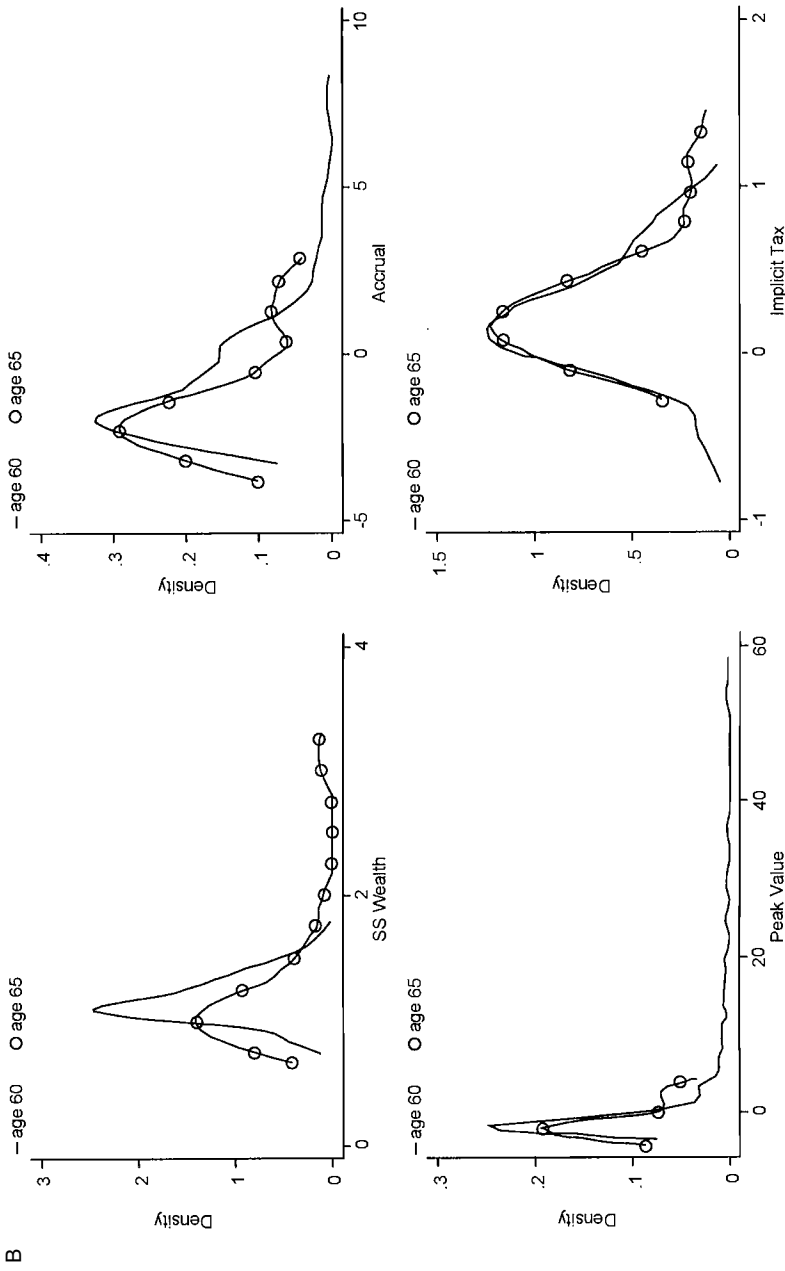 B
— age 60 O age 65
Density
3
2
1
0
0
2
4
SS Wealth
— age 60 O age 65
Density
.4
.3
.2
.1
0
-5
0
5
10
Accrual
— age 60 O age 65
Density
.3
.2
.1
0
0
20
40
60
Peak Value
— age 60 O age 65
Density
1.5
1
.5
0
-1
0
1
2
Implicit Tax